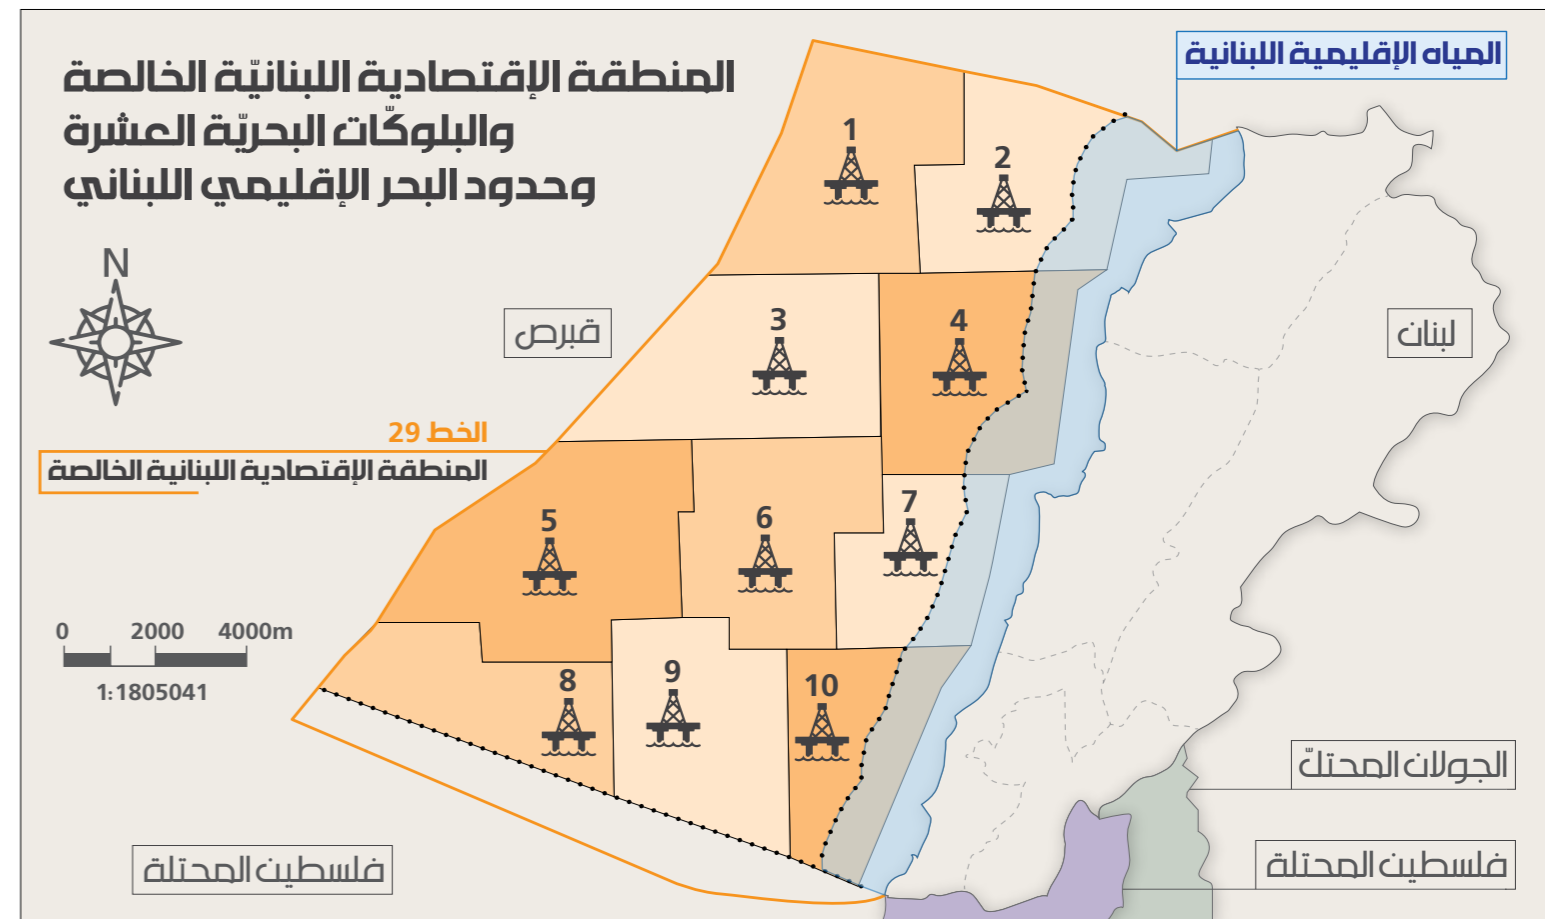 المنطقة الإقتصادية اللبنانيّة الخالصة
والبلوكّات البحريّة العشرة
وحدود البحر الإقليمي اللبناني
المياه الإقليمية اللبنانية
N
1
2
قبرص
3
4
لبنان
الخط 29
المنطقة الإقتصادية اللبنانية الخالصة
5
6
7
0 2000 4000m
1:1805041
8
9
10
الجولان المحتلّ
فلسطين المحتلة
فلسطين المحتلة